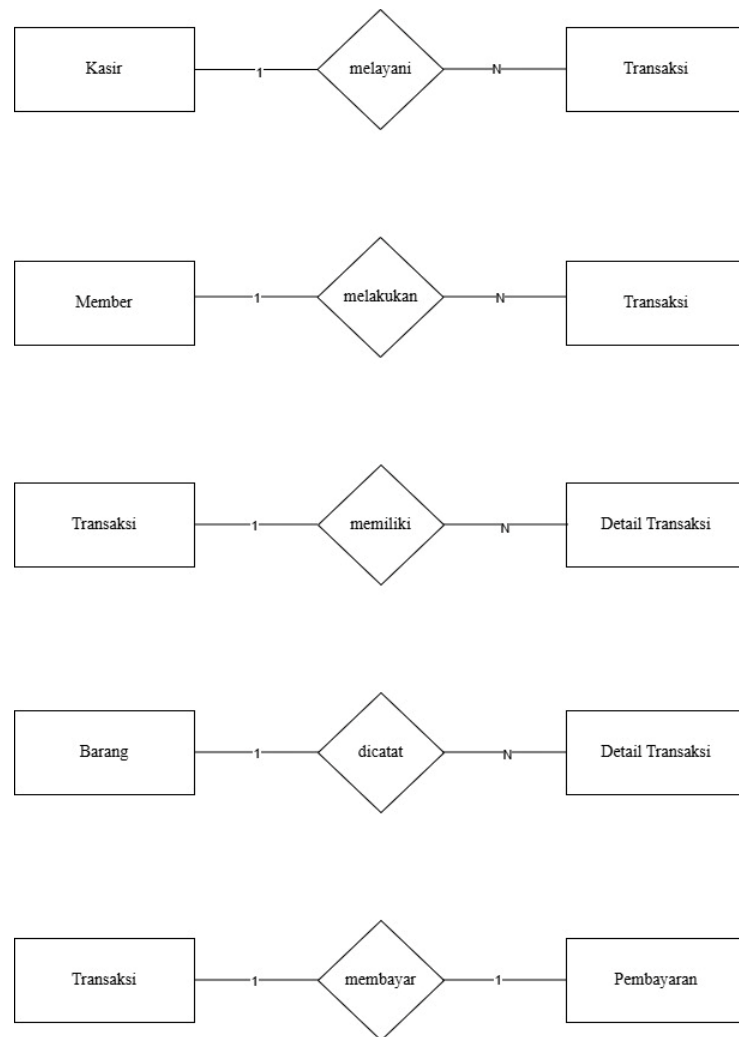 Kasir 1 melayani N Transaksi
Member 1 melakukan N Transaksi
Transaksi 1 memiliki N Detail Transaksi
Barang 1 dicatat N Detail Transaksi
Transaksi 1 membayar 1 Pembayaran